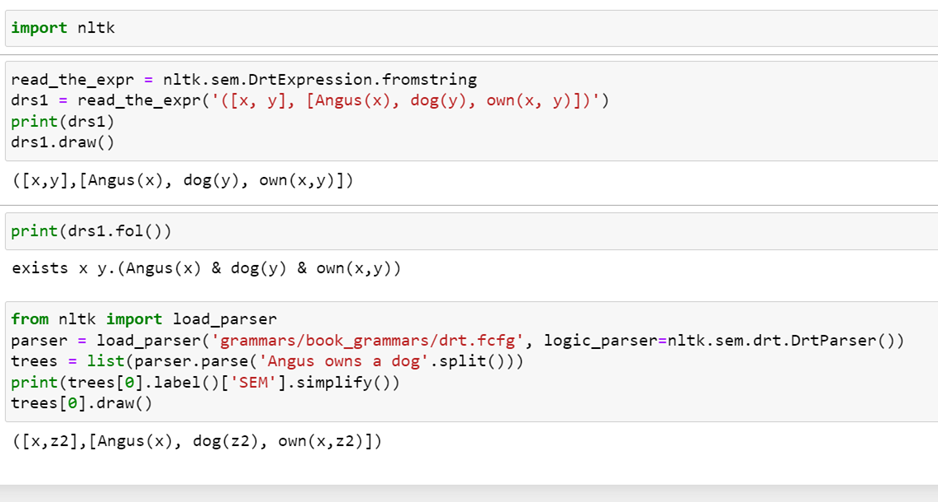 import nltk
read_the_expr = nltk.sem.DrtExpression.fromstring
drs1 = read_the_expr('([x, y], [Angus(x), dog(y), own(x, y)])')
print(drs1)
drs1.draw()
([x,y],[Angus(x), dog(y), own(x,y)])
print(drs1.fol())
exists x y.(Angus(x) & dog(y) & own(x,y))
from nltk import load_parser
parser = load_parser('grammars/book_grammars/drt.fcfg', logic_parser=nltk.sem.drt.DrtParser())
trees = list(parser.parse('Angus owns a dog'.split()))
print(trees[0].label()['SEM'].simplify())
trees[0].draw()
([x,z2],[Angus(x), dog(z2), own(x,z2)])